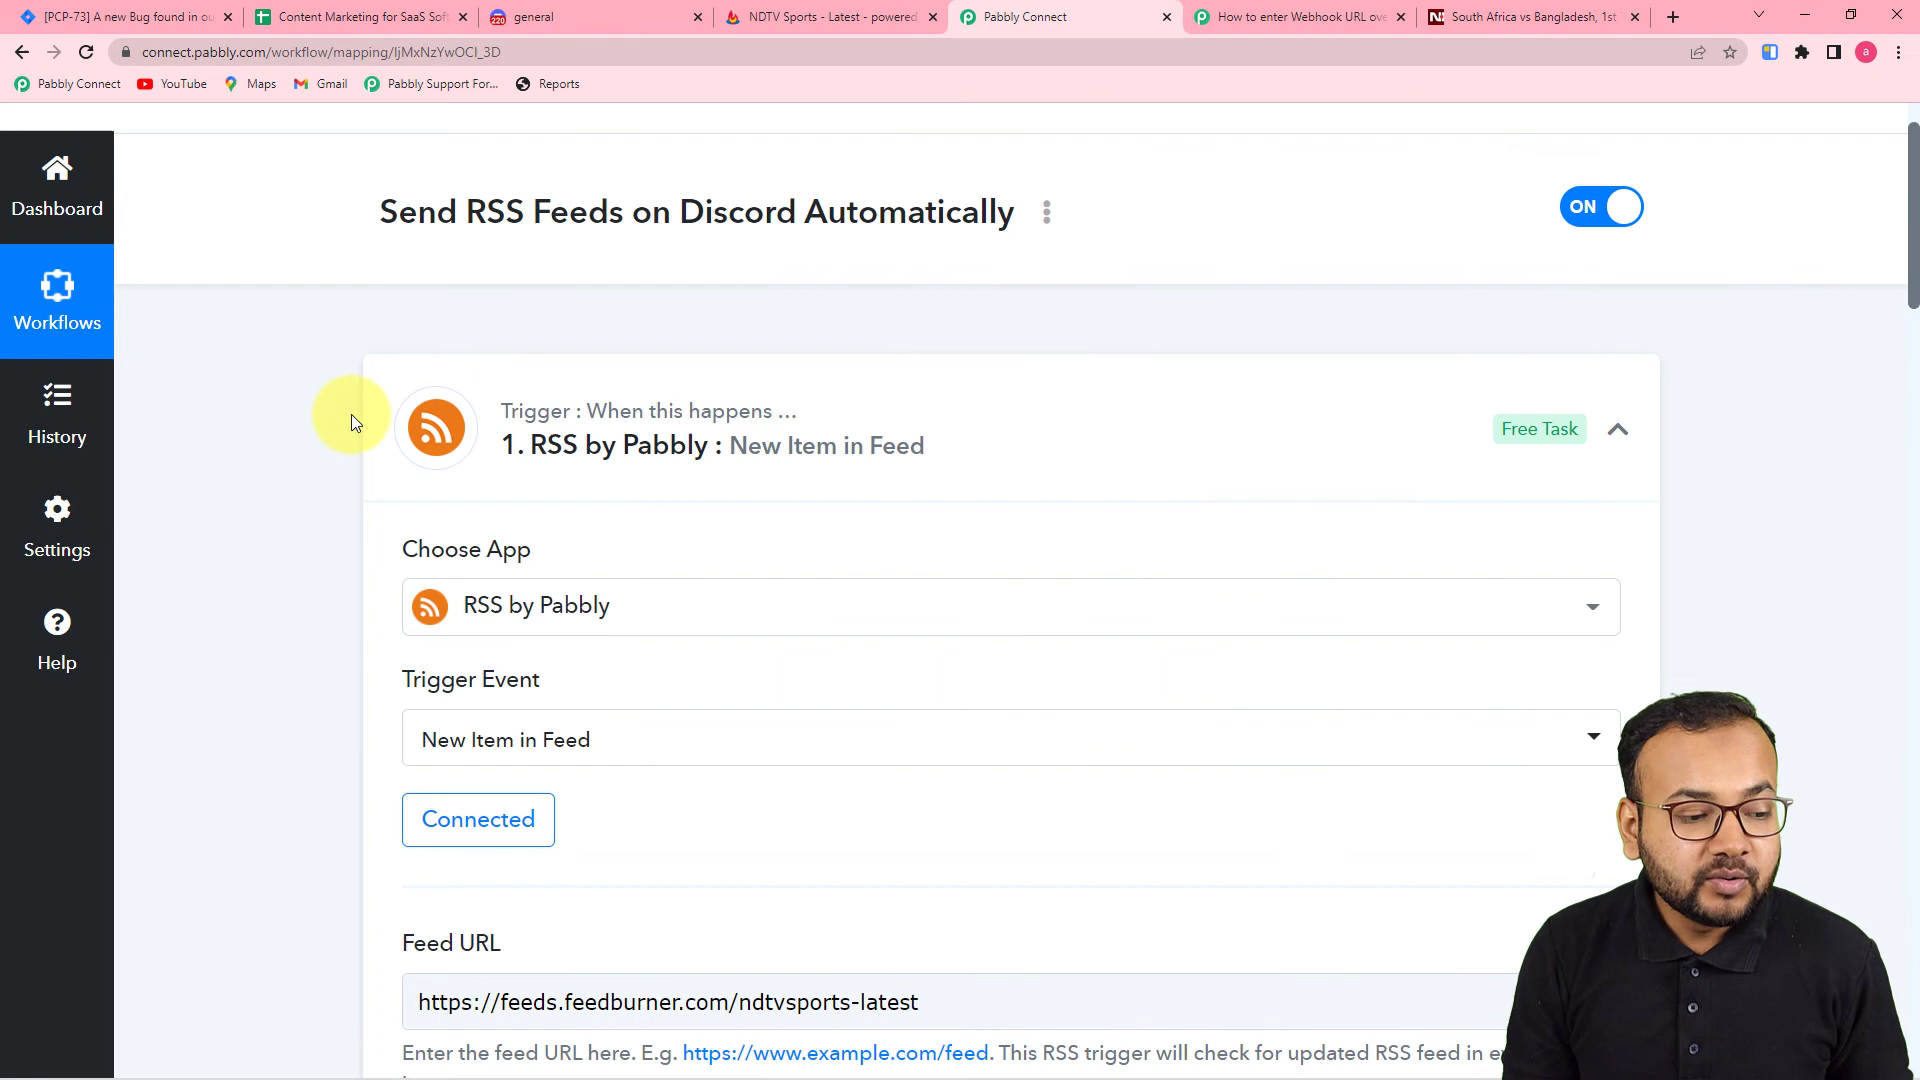 [PCP-73] A new Bug found in ou
Content Marketing for SaaS Soft
220
general
NDTV Sports - Latest - powered
Pabbly Connect
How to enter Webhook URL ove
South Africa vs Bangladesh, 1st
connect.pabbly.com/workflow/mapping/IjMxNzYwOCI_3D
a
Pabbly Connect
YouTube
Maps
Gmail
Pabbly Support For...
Reports
Send RSS Feeds on Discord Automatically
ON
Dashboard
Workflows
History
Settings
Help
Trigger : When this happens ...
1. RSS by Pabbly : New Item in Feed
Free Task
Choose App
RSS by Pabbly
Trigger Event
New Item in Feed
Connected
Feed URL
https://feeds.feedburner.com/ndtvsports-latest
Enter the feed URL here. E.g. https://www.example.com/feed. This RSS trigger will check for updated RSS feed in